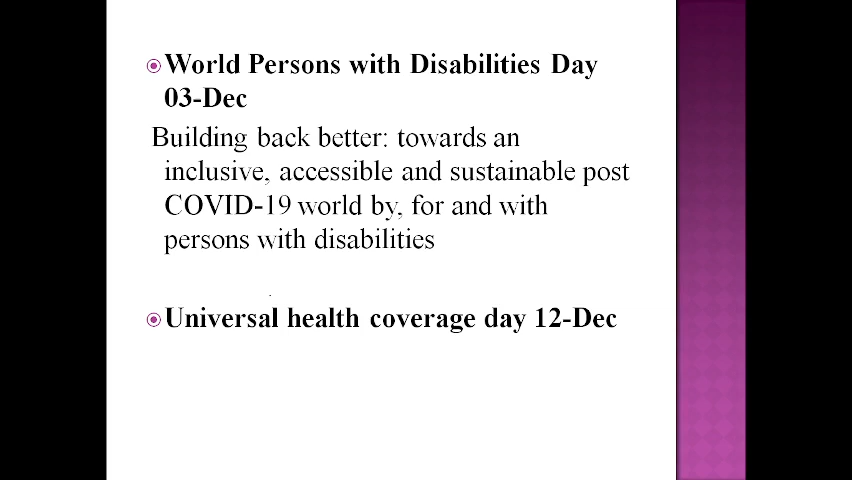 World Persons with Disabilities Day
03-Dec
Building back better: towards an
inclusive, accessible and sustainable post
COVID-19 world by, for and with
persons with disabilities
Universal health coverage day 12-Dec